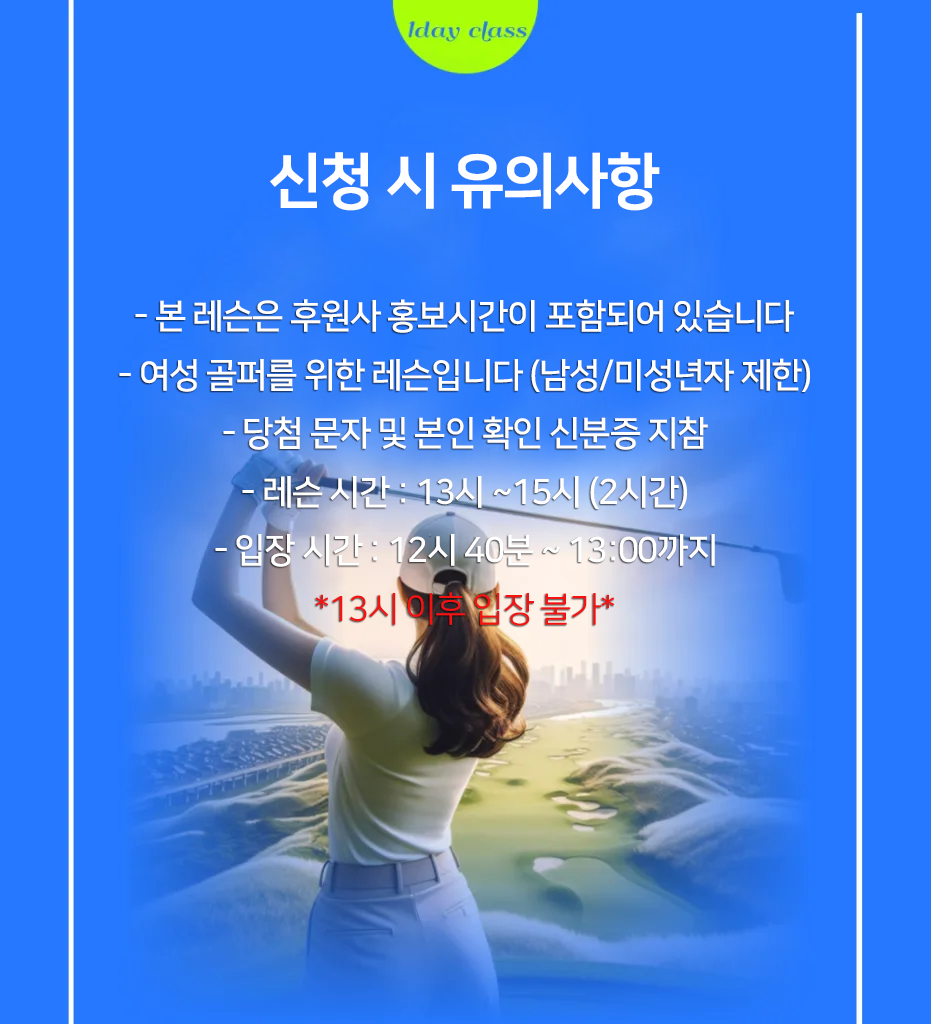 1day class
신청 시 유의사항
- 본 레슨은 후원사 홍보시간이 포함되어 있습니다
- 여성 골퍼를 위한 레슨입니다 (남성/미성년자 제한)
- 당첨 문자 및 본인 확인 신분증 지참
- 레슨 시간 : 13시 ~15시 (2시간)
- 입장 시간 : 12시 40분 ~ 13:00까지
*13시 이후 입장 불가*